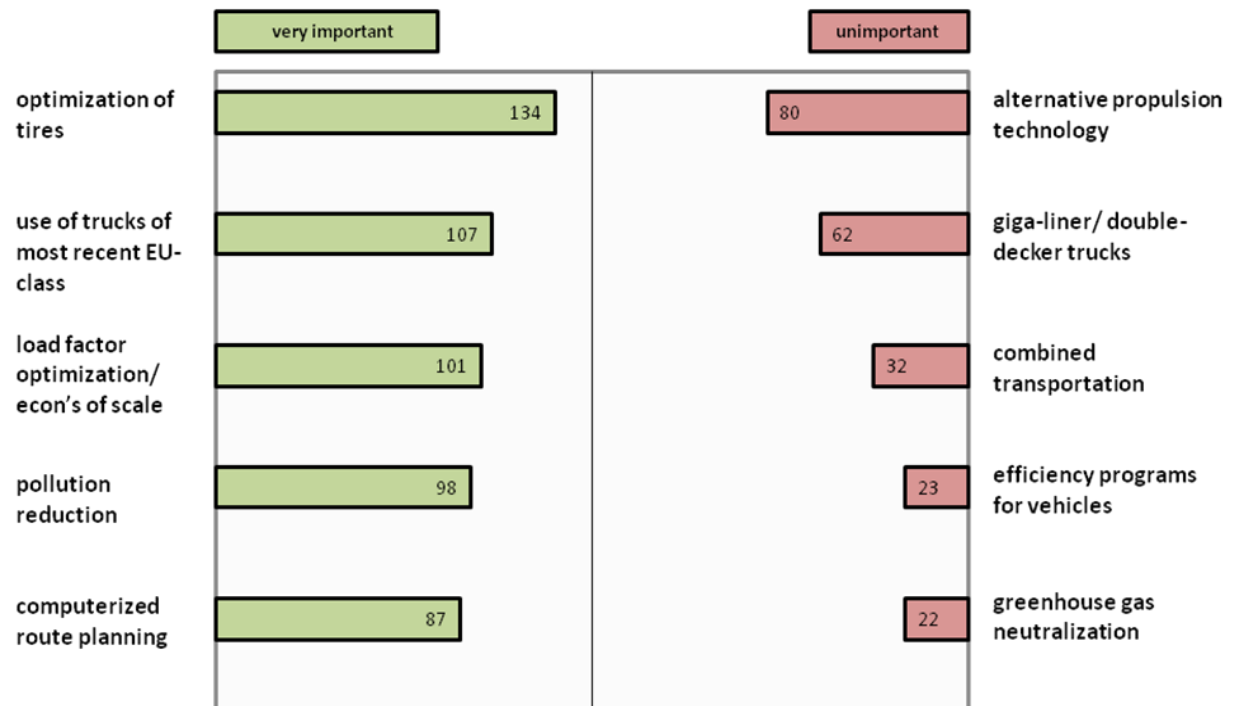 very important
unimportant
optimization of
tires
134
80
alternative propulsion
technology
use of trucks of
most recent EU-
class
107
62
giga-liner/ double-
decker trucks
load factor
optimization/
econ’s of scale
101
32
combined
transportation
pollution
reduction
98
23
efficiency programs
for vehicles
computerized
route planning
87
22
greenhouse gas
neutralization